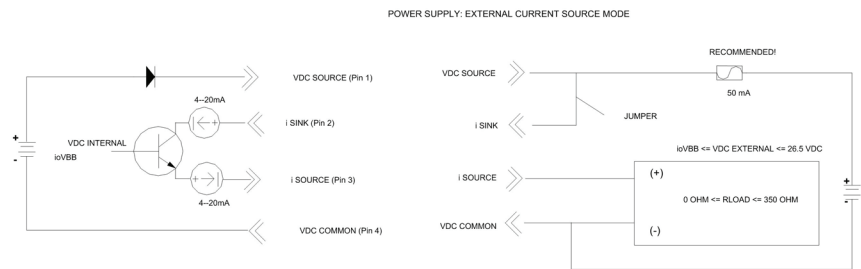 POWER SUPPLY: EXTERNAL CURRENT SOURCE MODE
RECOMMENDED!
VDC SOURCE (Pin 1)
VDC SOURCE
50 mA
4--20mA
+
i SINK (Pin 2)
i SINK
JUMPER
+
-
VDC INTERNAL
ioVBB
ioVBB <= VDC EXTERNAL <= 26.5 VDC
+
i SOURCE (Pin 3)
i SOURCE
(+)
4--20mA
0 OHM <= RLOAD <= 350 OHM
+
-
VDC COMMON (Pin 4)
VDC COMMON
(-)